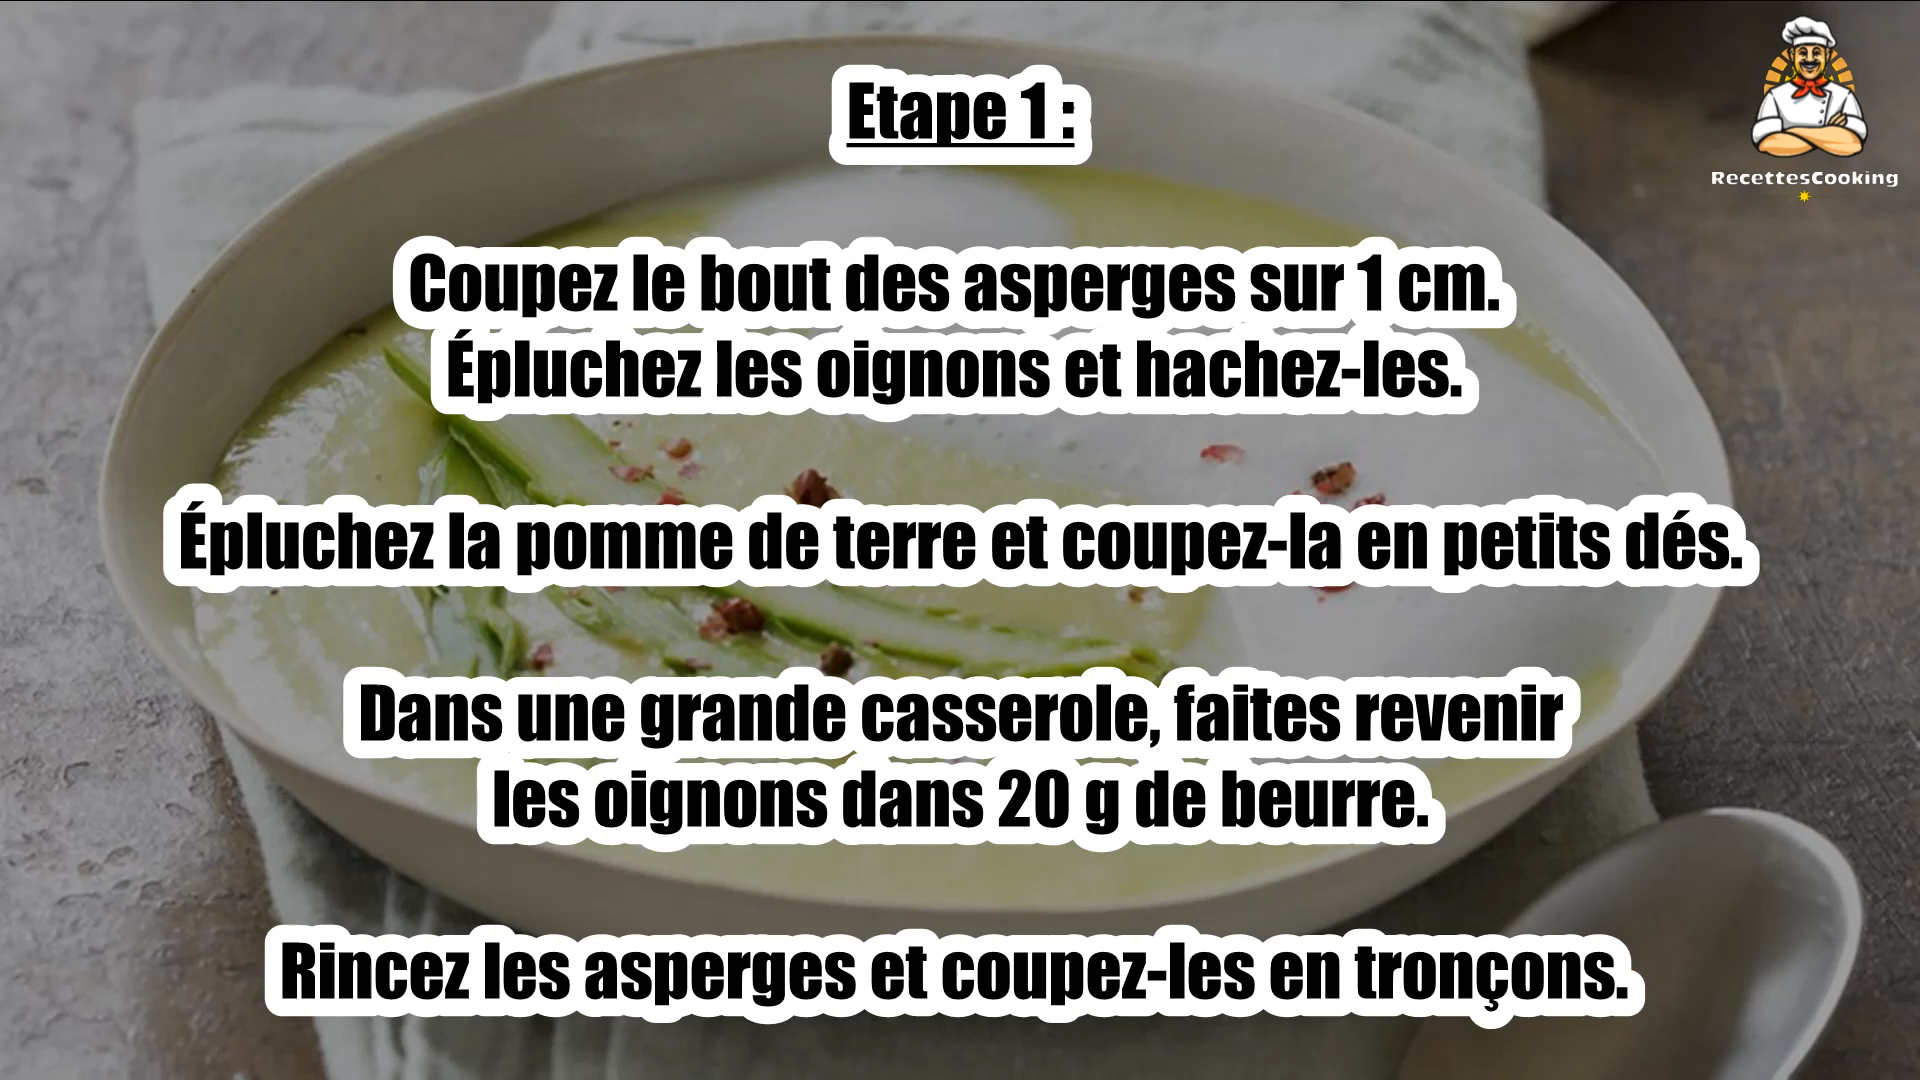 Etape 1 :
RecettesCooking
Coupez le bout des asperges sur 1 cm.
Épluchez les oignons et hachez-les.
Épluchez la pomme de terre et coupez-la en petits dés.
Dans une grande casserole, faites revenir
les oignons dans 20 g de beurre.
Rincez les asperges et coupez-les en tronçons.